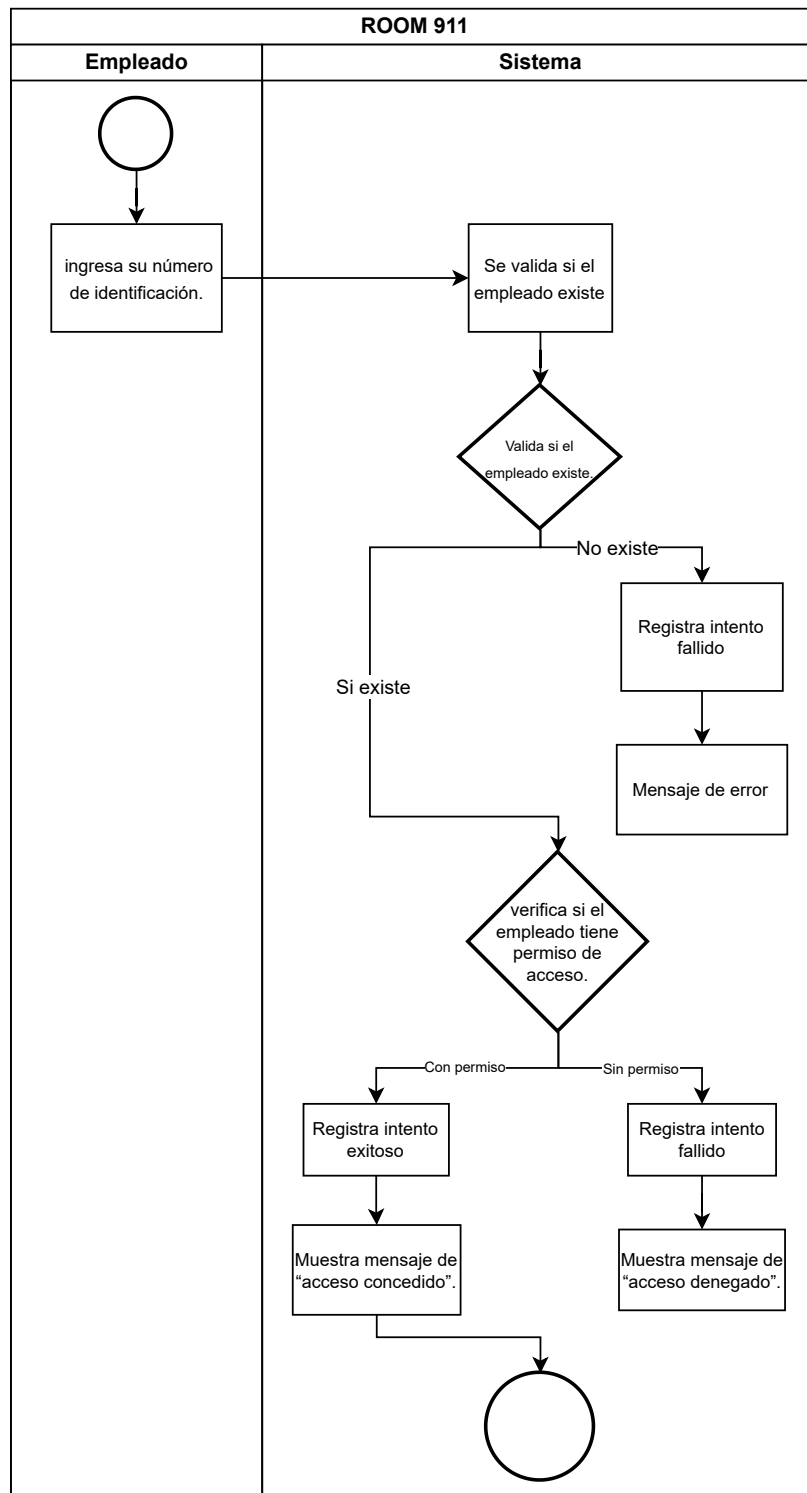 ROOM 911
Empleado
Sistema
ingresa su número
de identificación.
Se valida si el
empleado existe
Valida si el
empleado existe.
No existe
Registra intento
fallido
Si existe
Mensaje de error
verifica si el
empleado tiene
permiso de
acceso.
Con permiso
Sin permiso
Registra intento
exitoso
Registra intento
fallido
Muestra mensaje de
“acceso concedido”.
Muestra mensaje de
“acceso denegado”.